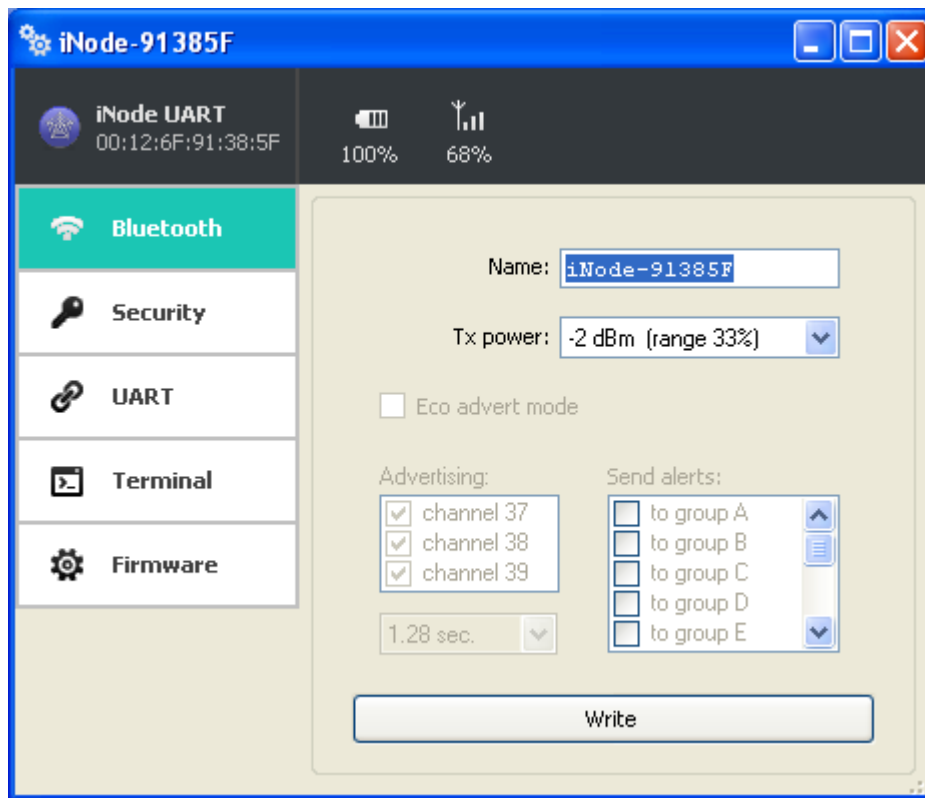 iNode-91385F
iNode UART
00:12:6F:91:38:5F
100%
68%
Bluetooth
Security
UART
Terminal
Firmware
Name: iNode-91385F
Tx power: -2 dBm (range 33%)
Eco advert mode
Advertising:
channel 37
channel 38
channel 39
1.28 sec.
Send alerts:
to group A
to group B
to group C
to group D
to group E
Write